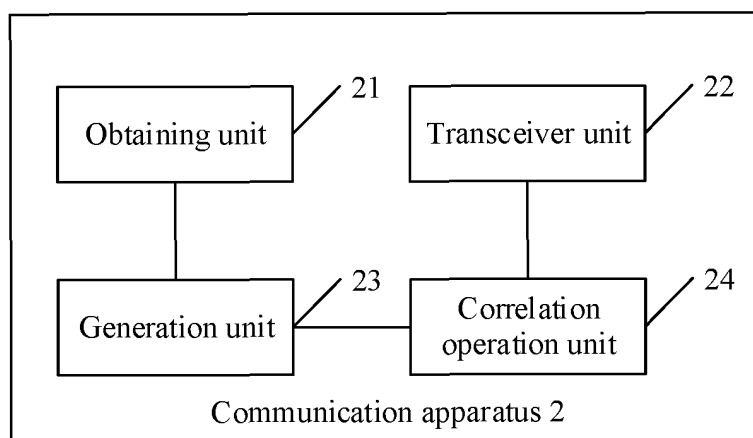 21
22
Obtaining unit
Transceiver unit
23
24
Generation unit
Correlation
operation unit
Communication apparatus 2